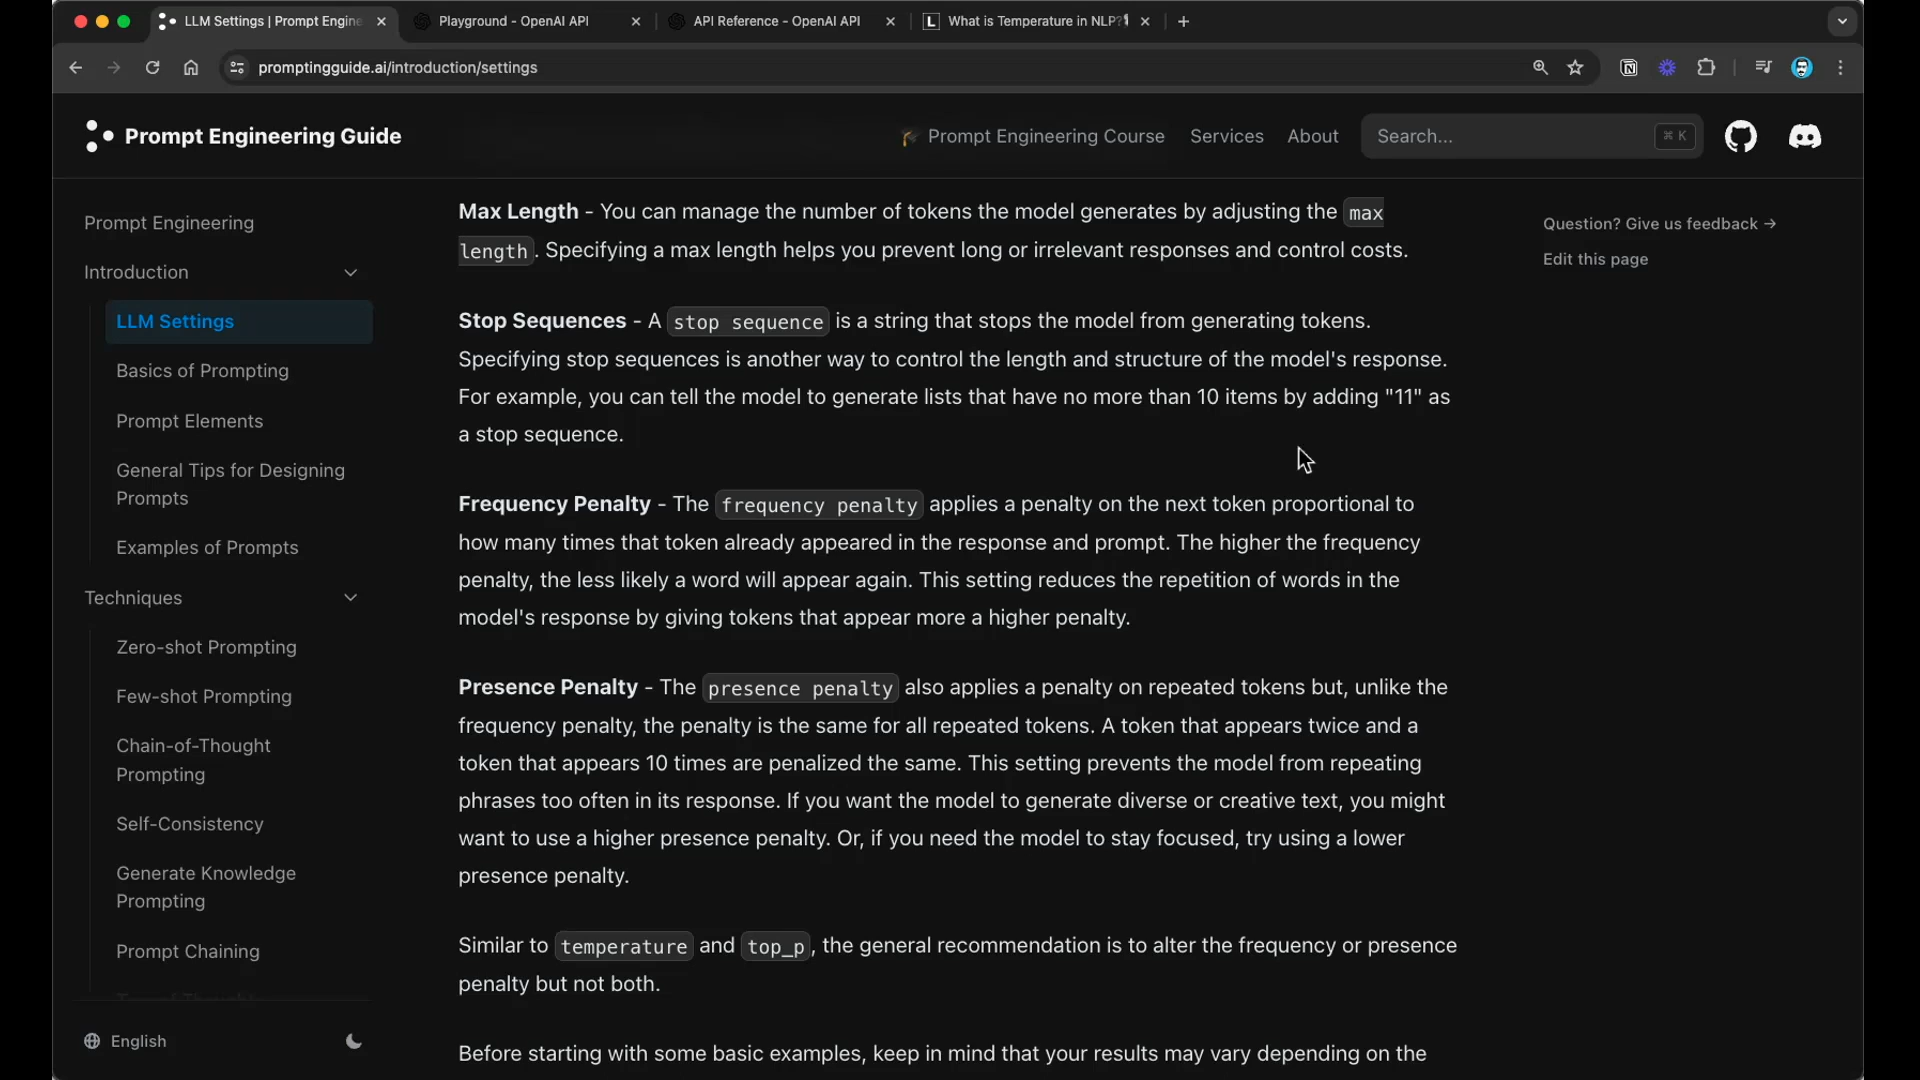 LLM Settings | Prompt Engine
Playground - OpenAI API
API Reference - OpenAI API
L What is Temperature in NLP?
promptingguide.ai/introduction/settings
Prompt Engineering Guide
Prompt Engineering Course
Services
About
Search...
⌘ K
Prompt Engineering
Introduction
LLM Settings
Basics of Prompting
Prompt Elements
General Tips for Designing
Prompts
Examples of Prompts
Techniques
Zero-shot Prompting
Few-shot Prompting
Chain-of-Thought
Prompting
Self-Consistency
Generate Knowledge
Prompting
Prompt Chaining
English
Max Length - You can manage the number of tokens the model generates by adjusting the max
length. Specifying a max length helps you prevent long or irrelevant responses and control costs.
Stop Sequences - A stop sequence is a string that stops the model from generating tokens.
Specifying stop sequences is another way to control the length and structure of the model's response.
For example, you can tell the model to generate lists that have no more than 10 items by adding "11" as
a stop sequence.
Frequency Penalty - The frequency penalty applies a penalty on the next token proportional to
how many times that token already appeared in the response and prompt. The higher the frequency
penalty, the less likely a word will appear again. This setting reduces the repetition of words in the
model's response by giving tokens that appear more a higher penalty.
Presence Penalty - The presence penalty also applies a penalty on repeated tokens but, unlike the
frequency penalty, the penalty is the same for all repeated tokens. A token that appears twice and a
token that appears 10 times are penalized the same. This setting prevents the model from repeating
phrases too often in its response. If you want the model to generate diverse or creative text, you might
want to use a higher presence penalty. Or, if you need the model to stay focused, try using a lower
presence penalty.
Similar to temperature and top_p, the general recommendation is to alter the frequency or presence
penalty but not both.
Before starting with some basic examples, keep in mind that your results may vary depending on the
Question? Give us feedback →
Edit this page